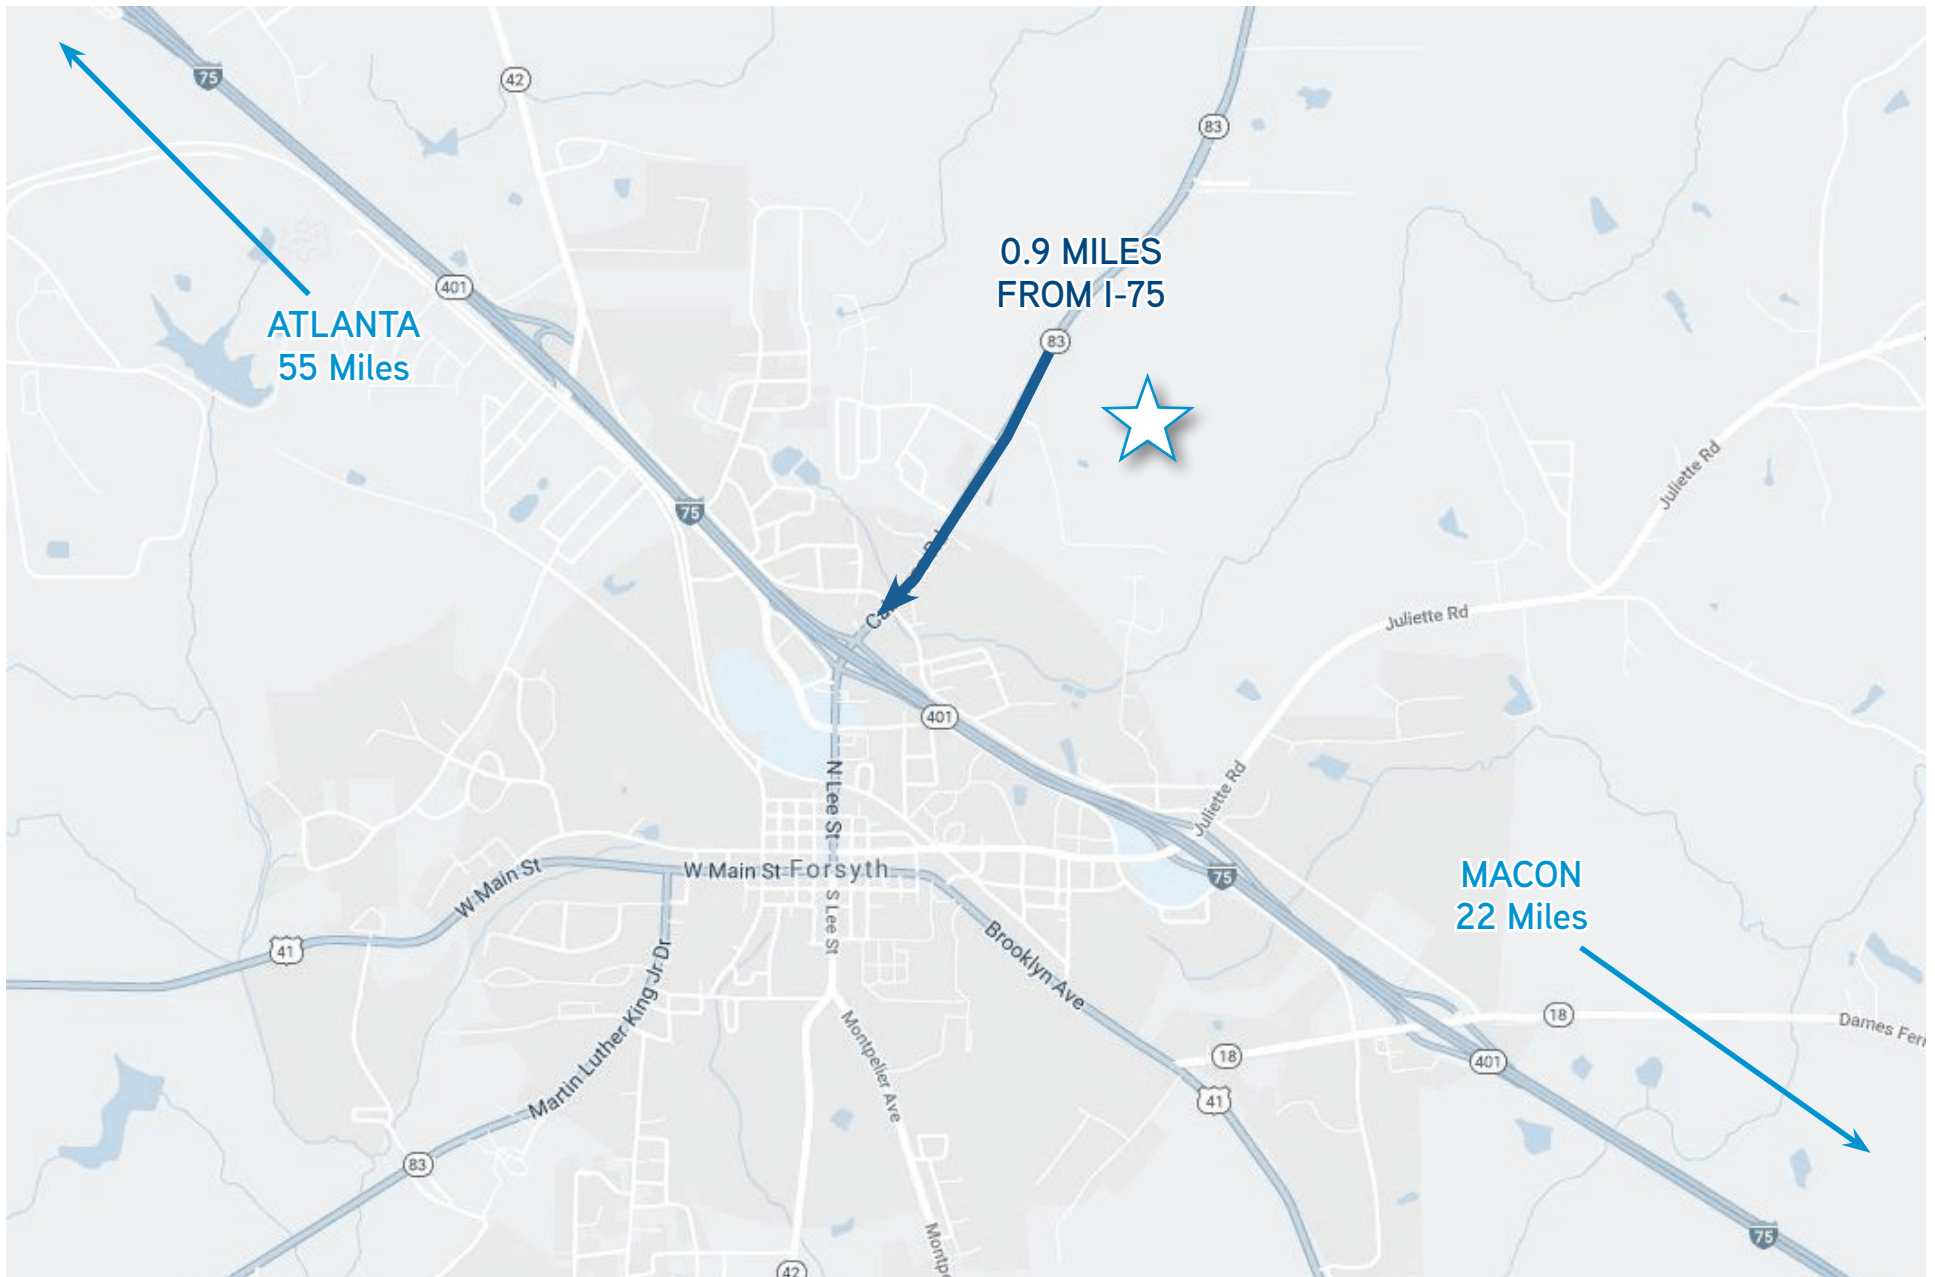 75
42
83
0.9 MILES
FROM I-75
401
ATLANTA
55 Miles
83
Juliette Rd
75
Juliette Rd
401
Juliette Rd
N Lee St
W Main St
W Main St
Forsyth
75
MACON
22 Miles
S Lee St
41
Brooklyn Ave
Martin Luther King Jr Dr
18
Dames Fer
Montpelier Ave
18
401
41
83
75
42